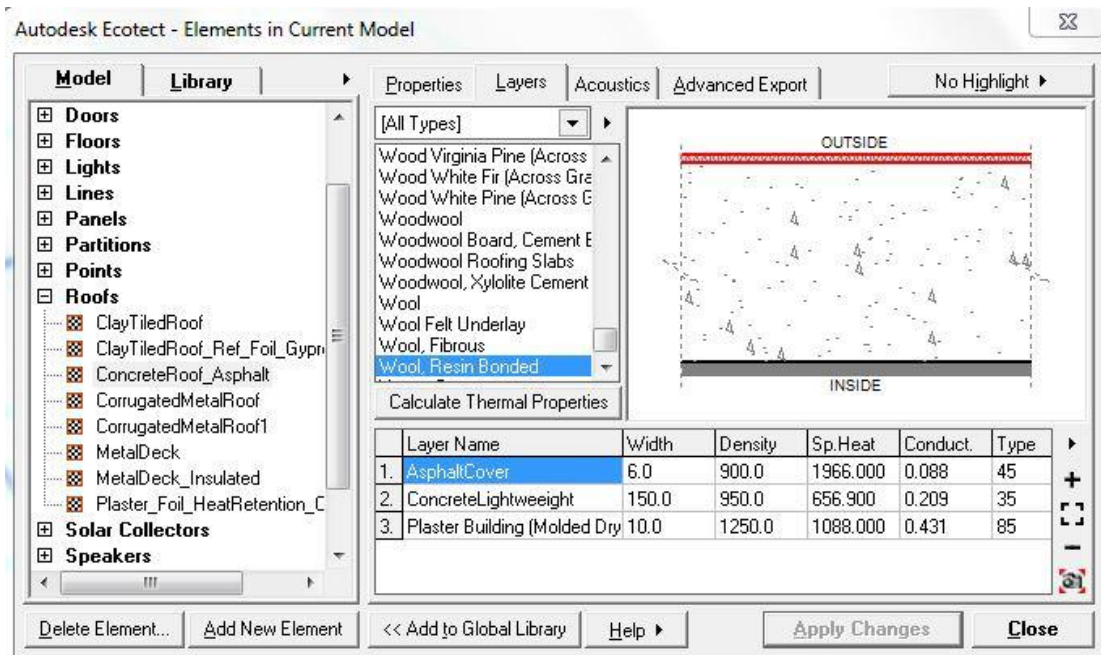 Autodesk Ecotect - Elements in Current Model
Model
Library
Doors
Floors
Lights
Lines
Panels
Partitions
Points
Roofs
ClayTiledRoof
ClayTiledRoof_Ref_Foil_Gypr
ConcreteRoof_Asphalt
CorrugatedMetalRoof
CorrugatedMetalRoof1
MetalDeck
MetalDeck_Insulated
Plaster_Foil_HeatRetention_C
Solar Collectors
Speakers
Delete Element...
Add New Element
Properties
Layers
Acoustics
Advanced Export
No Highlight
[All Types]
Wood Virginia Pine (Across
Wood White Fir (Across Gra
Wood White Pine (Across G
Woodwool
Woodwool Board, Cement B
Woodwool Roofing Slabs
Woodwool, Xylolite Cement
Wool
Wool Felt Underlay
Wool, Fibrous
Wool, Resin Bonded
Calculate Thermal Properties
OUTSIDE
INSIDE
Layer Name Width Density Sp.Heat Conduct. Type
1. AsphaltCover 6.0 900.0 1966.000 0.088 45
2. ConcreteLightweeight 150.0 950.0 656.900 0.209 35
3. Plaster Building (Molded Dry 10.0 1250.0 1088.000 0.431 85
<< Add to Global Library
Help
Apply Changes
Close